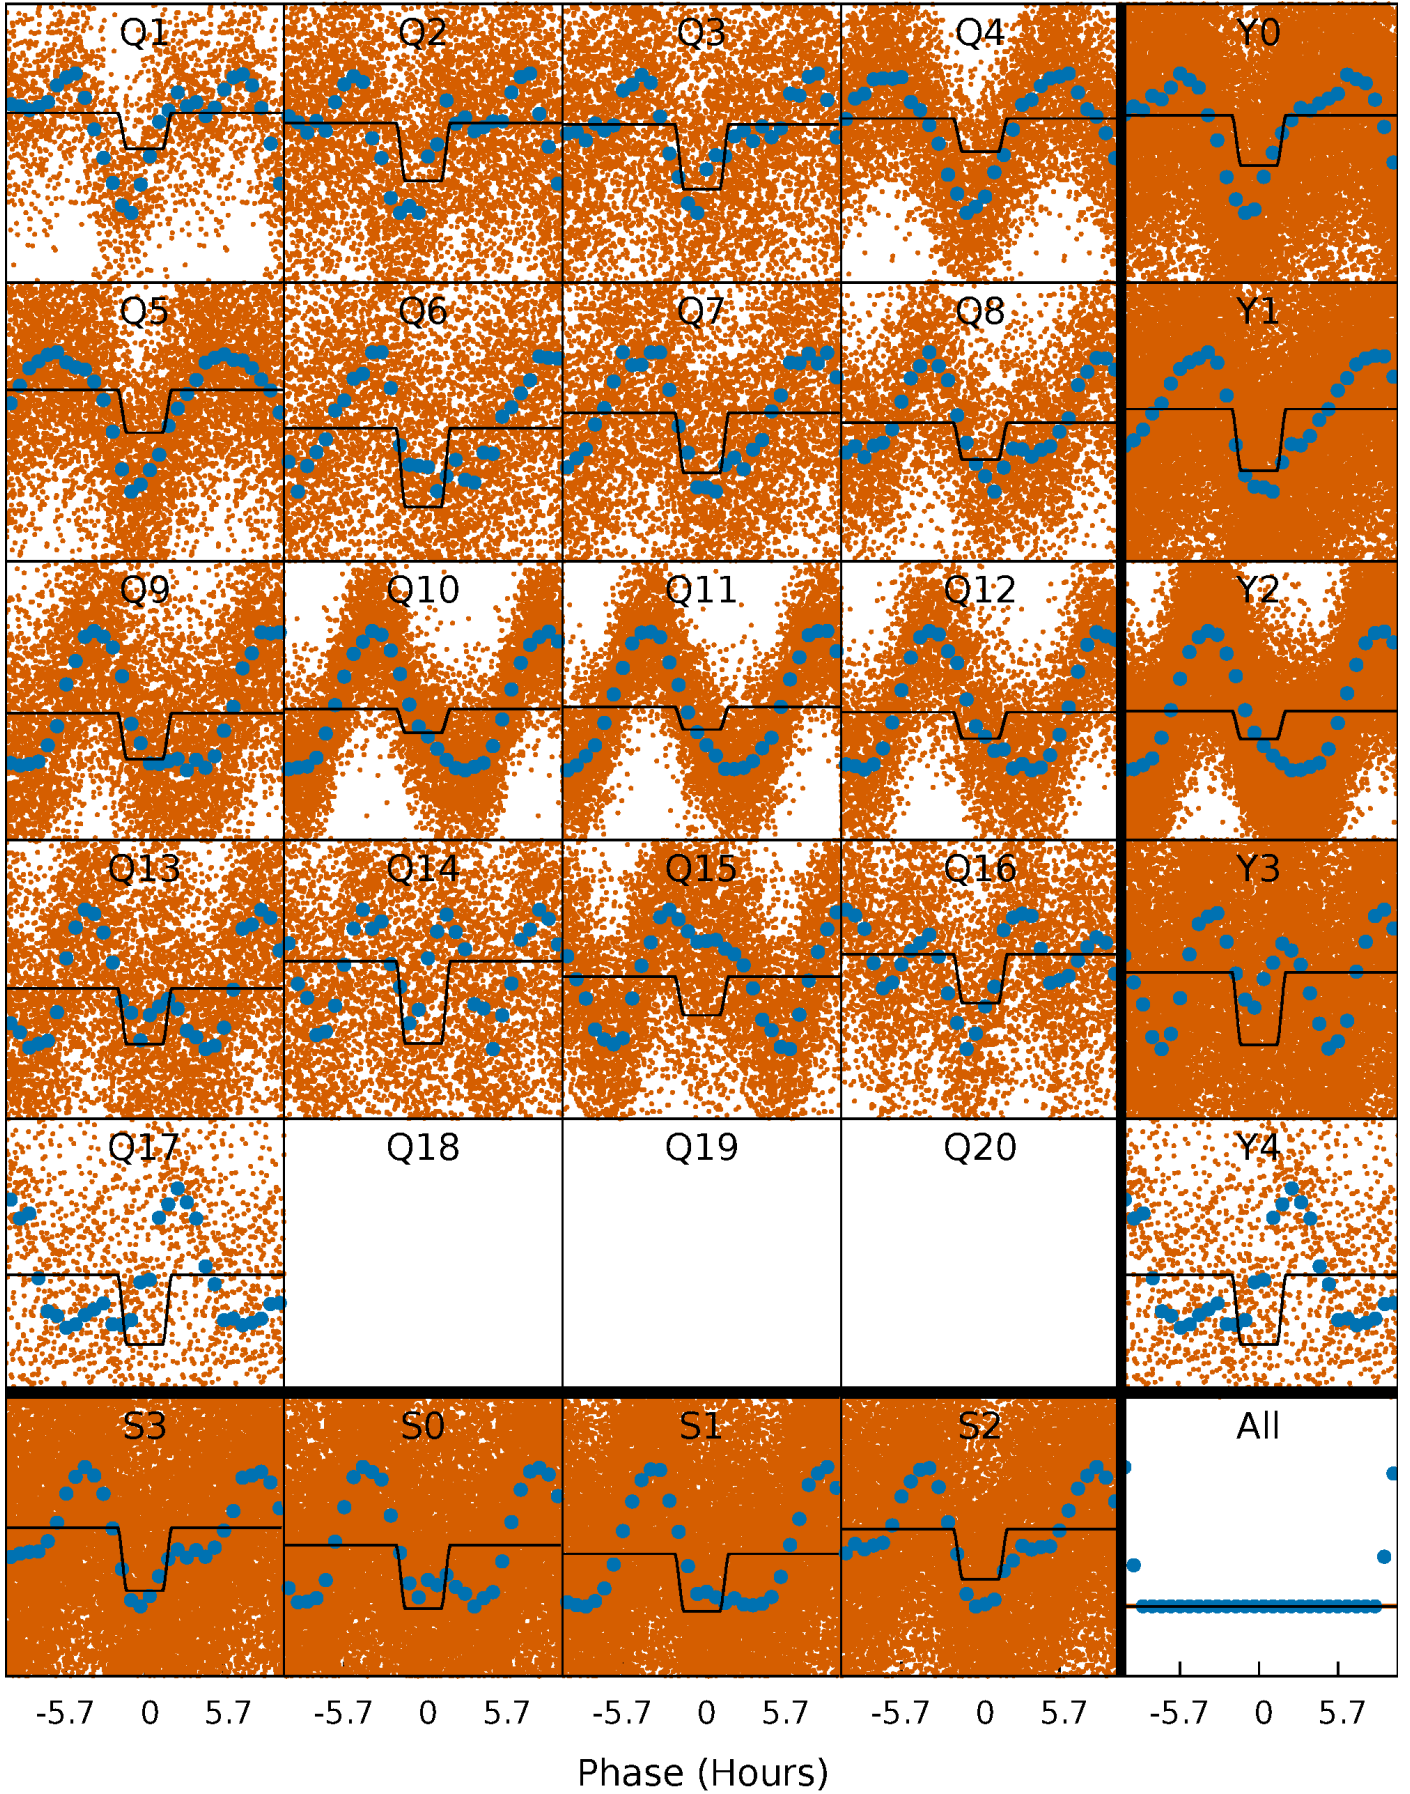 Q1 Q2 Q3 Q4 Y0
Q5 Q6 Q7 Q8 Y1
Q9 Q10 Q11 Q12 Y2
Q13 Q14 Q15 Q16 Y3
Q17 Q18 Q19 Q20 Y4
S3 S0 S1 S2 All
-5.7 0 5.7 -5.7 0 5.7 -5.7 0 5.7 -5.7 0 5.7 -5.7 0 5.7
Phase (Hours)